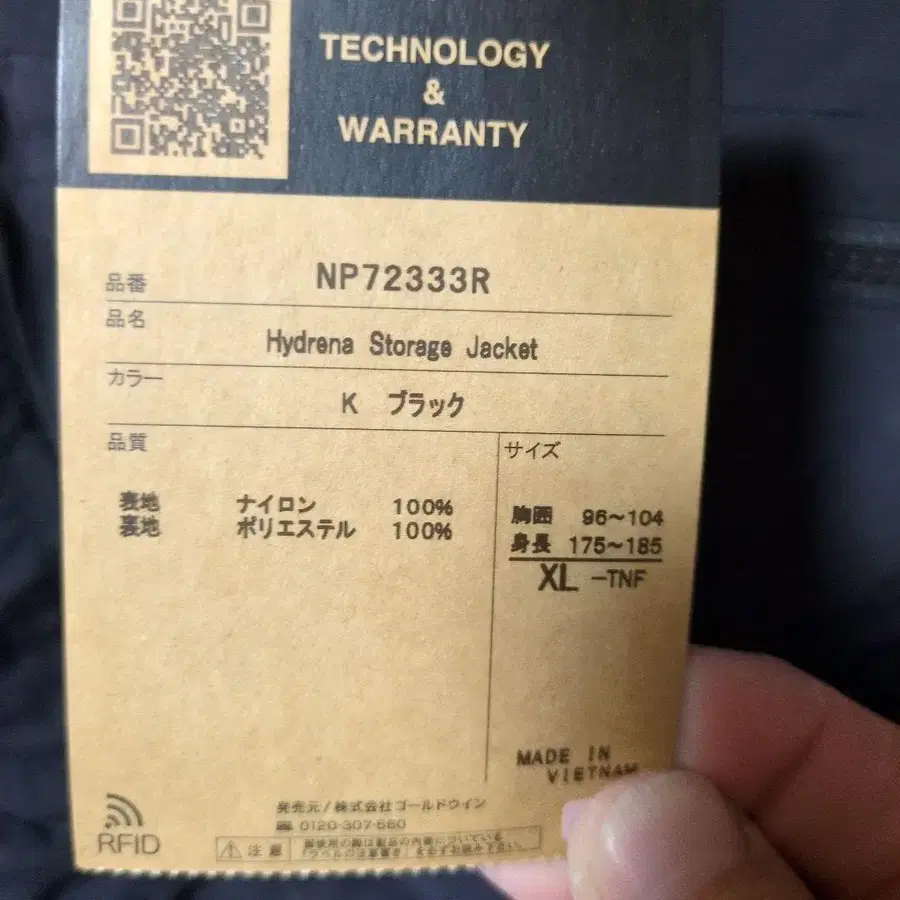 TECHNOLOGY
&
WARRANTY
品番 NP72333R
品名
Hydrena Storage Jacket
カラー
K ブラック
品質
サイズ
表地 ナイロン 100%
裏地 ポリエステル 100%
胸囲 96~104
身長 175~185
XL -TNF
MADE IN
VIETNAM
発売元/株式会社ゴールドウイン
0120-307-560
RFID
注意